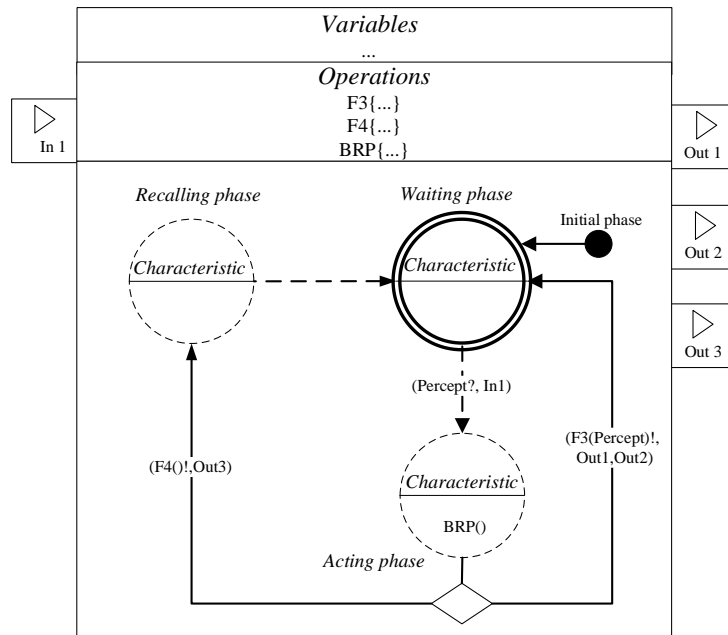 Variables
...
Operations
F3{...}
F4{...}
BRP{...}
In 1
Out 1
Recalling phase
Waiting phase
Initial phase
Out 2
Characteristic
Characteristic
Out 3
(Percept?, In1)
(F4()!,Out3)
(F3(Percept)!,
Out1,Out2)
Characteristic
BRP()
Acting phase